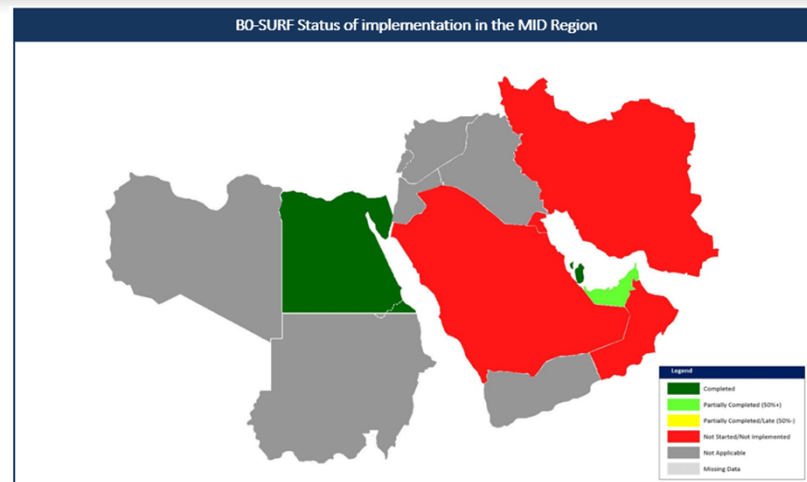 B0-SURF Status of implementation in the MID Region
Legend
Completed
Partially Completed (50%+)
Partially Completed/Late (50%-)
Not Started/Not Implemented
Not Applicable
Missing Data